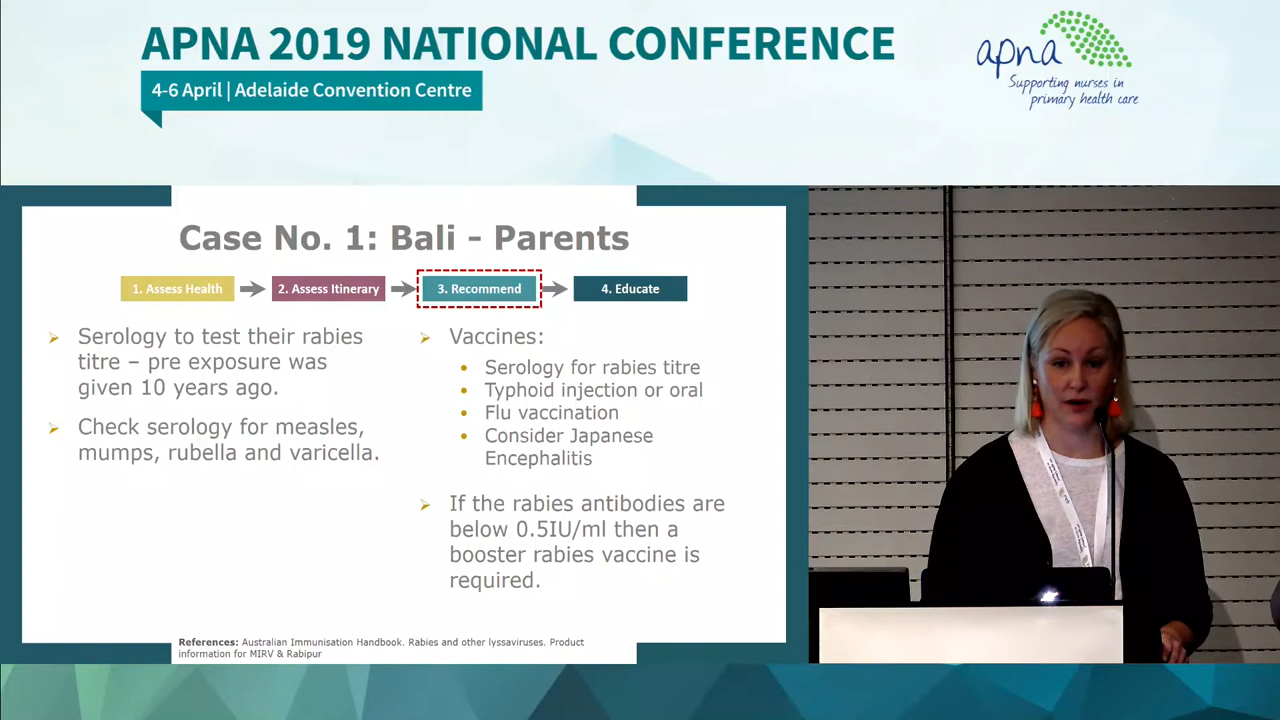 APNA 2019 NATIONAL CONFERENCE
4-6 April | Adelaide Convention Centre
apna
Supporting nurses in
primary health care
Case No. 1: Bali - Parents
1. Assess Health
2. Assess Itinerary
3. Recommend
4. Educate
Serology to test their rabies
titre – pre exposure was
given 10 years ago.
Check serology for measles,
mumps, rubella and varicella.
Vaccines:
Serology for rabies titre
Typhoid injection or oral
Flu vaccination
Consider Japanese
Encephalitis
If the rabies antibodies are
below 0.5IU/ml then a
booster rabies vaccine is
required.
References: Australian Immunisation Handbook. Rabies and other lyssaviruses. Product
information for MIRV & Rabipur